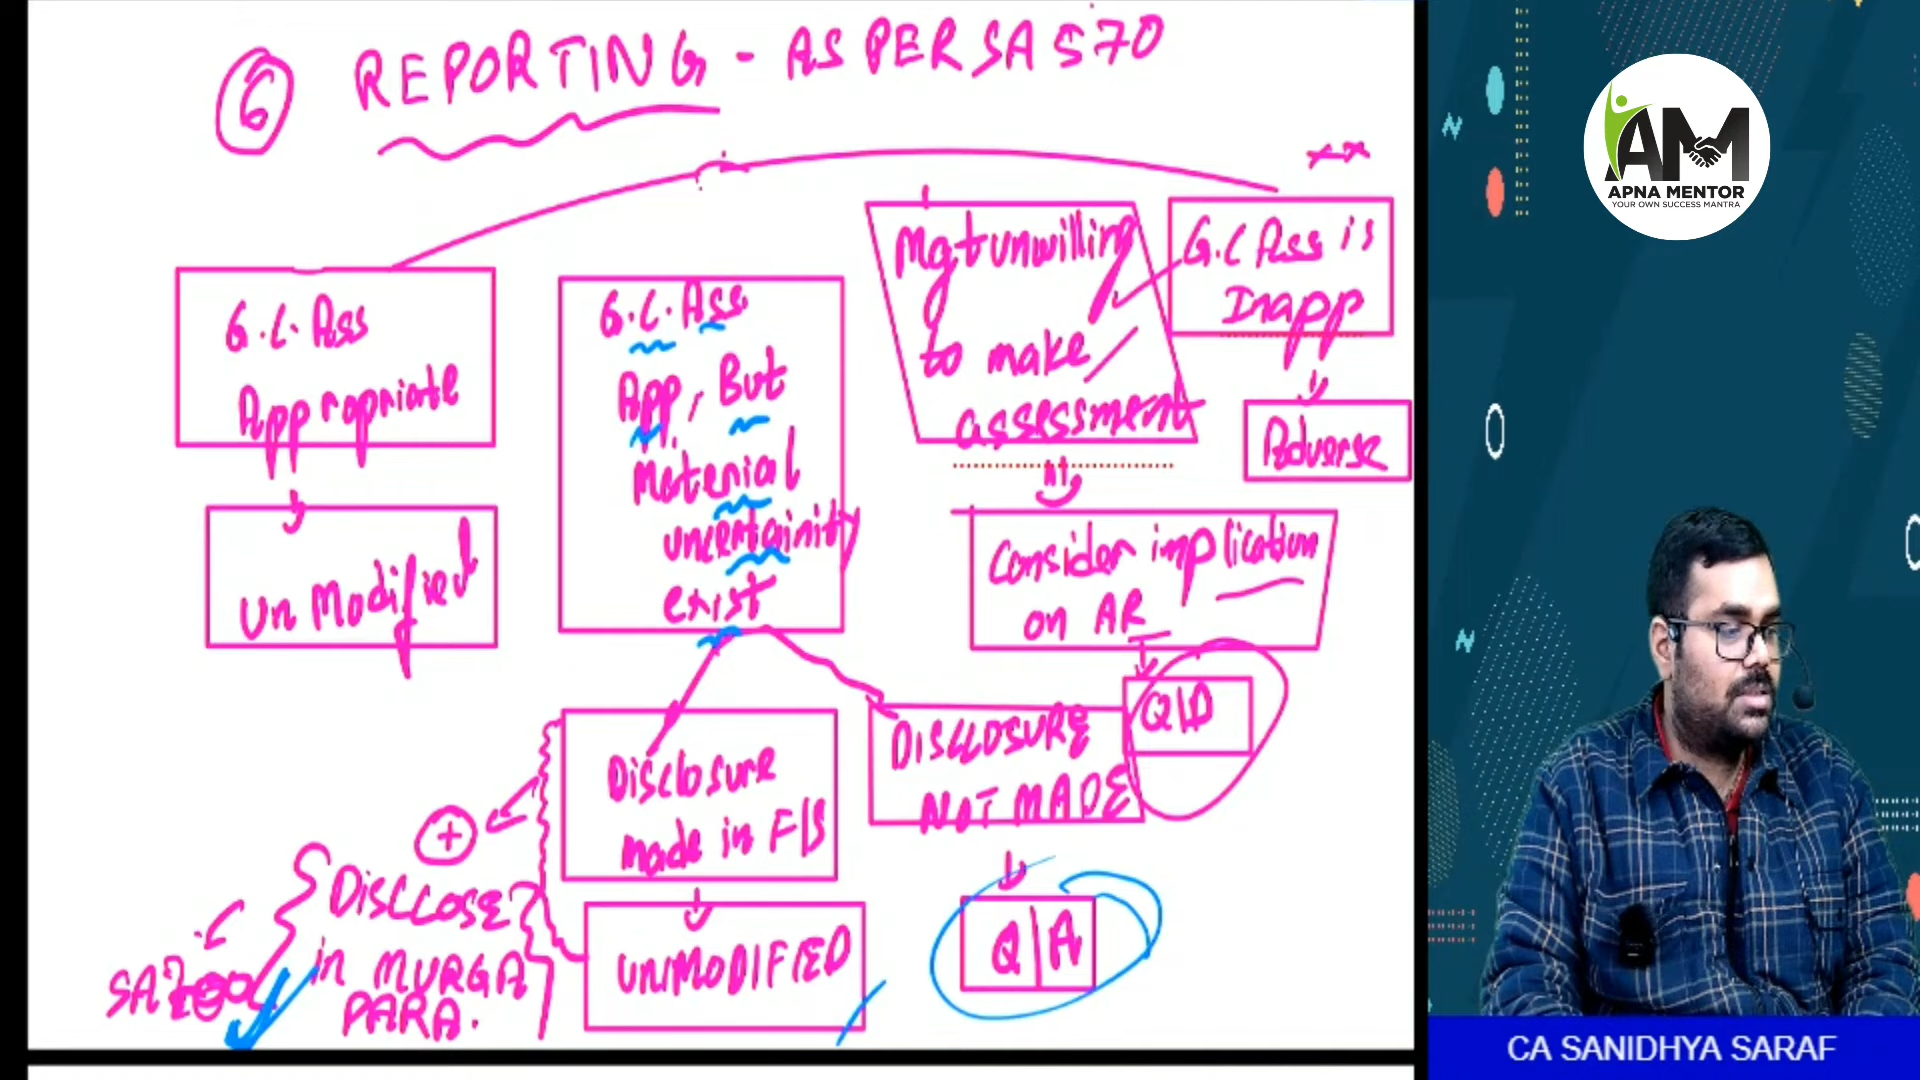 6 REPORTING - AS PER SA 570
G.C. Ass
Appropriate
Un Modified
G.C. Ass
App, But
Material
uncertainity
exist
Disclosure
made in F/S
UNMODIFIED
+
DISCLOSE
in MURGA
PARA.
DISCLOSURE
NOT MADE
Q|A
Mgt unwilling
to make
assessment
Consider implication
on AR
Q|D
G.C Ass is
Inapp
Adverse
AM
APNA MENTOR
YOUR OWN SUCCESS MANTRA
CA SANIDHYA SARAF